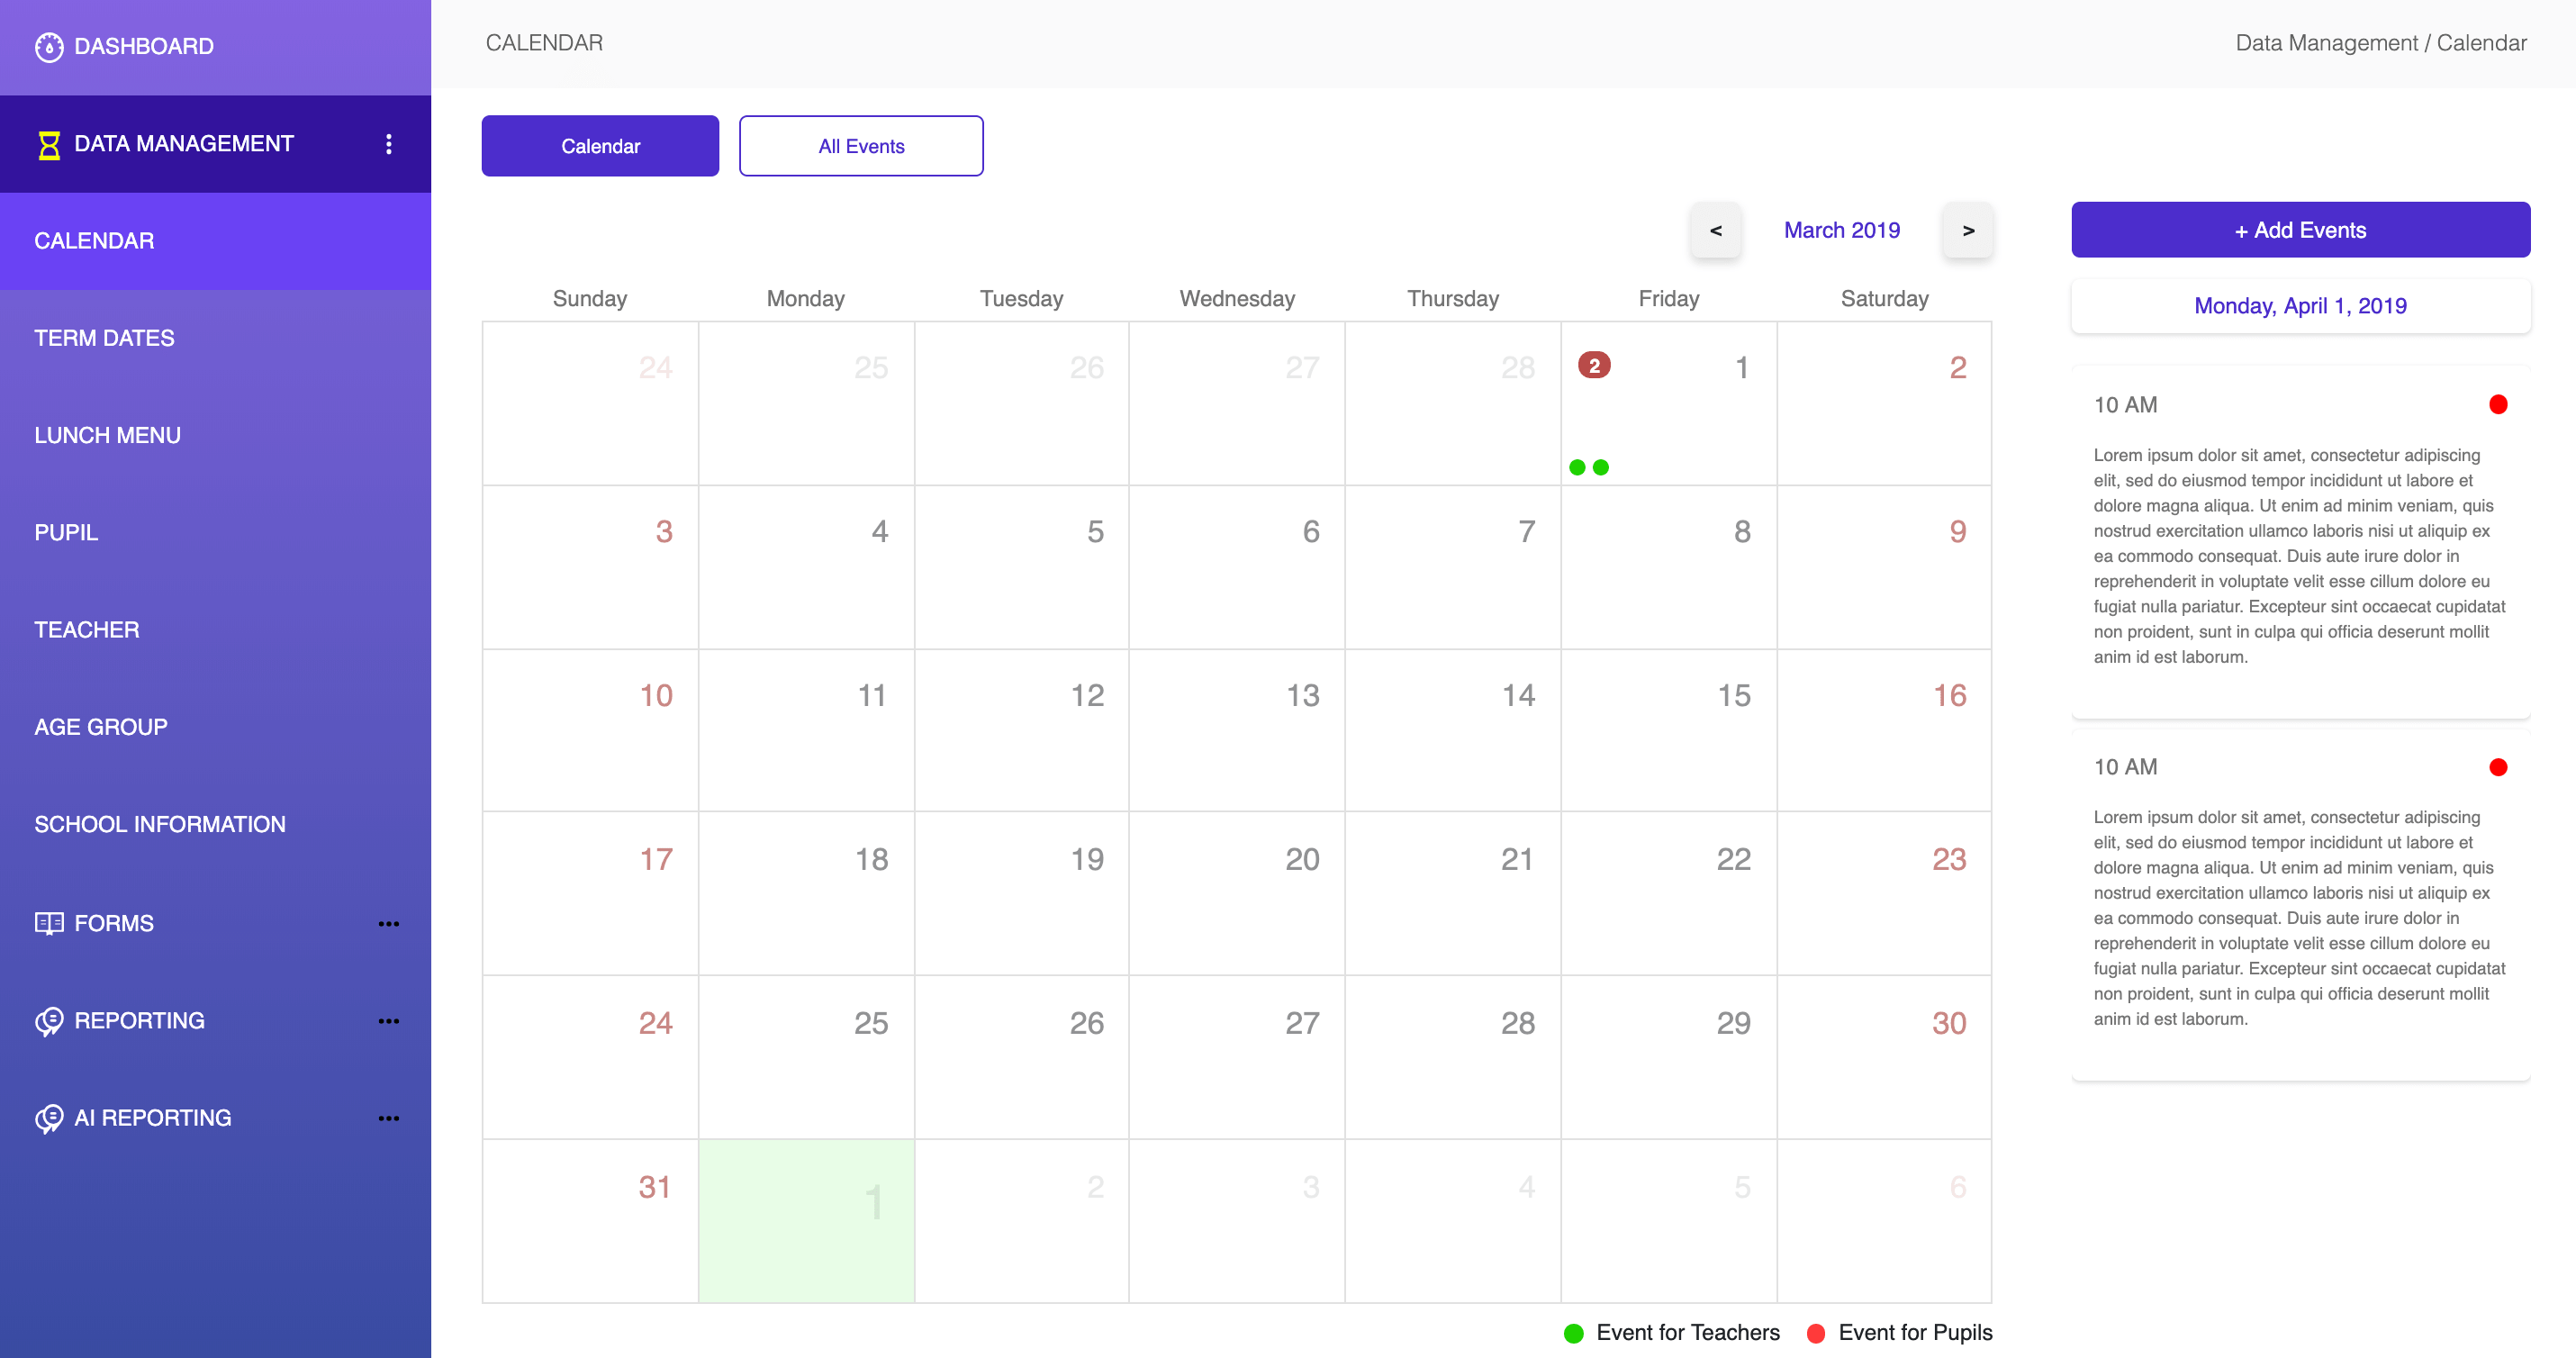 DASHBOARD
DATA MANAGEMENT
CALENDAR
TERM DATES
LUNCH MENU
PUPIL
TEACHER
AGE GROUP
SCHOOL INFORMATION
FORMS
REPORTING
AI REPORTING
CALENDAR
Data Management / Calendar
Calendar
All Events
< March 2019 >
Sunday Monday Tuesday Wednesday Thursday Friday Saturday
24 25 26 27 28 2 1 2
3 4 5 6 7 8 9
10 11 12 13 14 15 16
17 18 19 20 21 22 23
24 25 26 27 28 29 30
31 1 2 3 4 5 6
Event for Teachers
Event for Pupils
+ Add Events
Monday, April 1, 2019
10 AM
Lorem ipsum dolor sit amet, consectetur adipiscing
elit, sed do eiusmod tempor incididunt ut labore et
dolore magna aliqua. Ut enim ad minim veniam, quis
nostrud exercitation ullamco laboris nisi ut aliquip ex
ea commodo consequat. Duis aute irure dolor in
reprehenderit in voluptate velit esse cillum dolore eu
fugiat nulla pariatur. Excepteur sint occaecat cupidatat
non proident, sunt in culpa qui officia deserunt mollit
anim id est laborum.
10 AM
Lorem ipsum dolor sit amet, consectetur adipiscing
elit, sed do eiusmod tempor incididunt ut labore et
dolore magna aliqua. Ut enim ad minim veniam, quis
nostrud exercitation ullamco laboris nisi ut aliquip ex
ea commodo consequat. Duis aute irure dolor in
reprehenderit in voluptate velit esse cillum dolore eu
fugiat nulla pariatur. Excepteur sint occaecat cupidatat
non proident, sunt in culpa qui officia deserunt mollit
anim id est laborum.